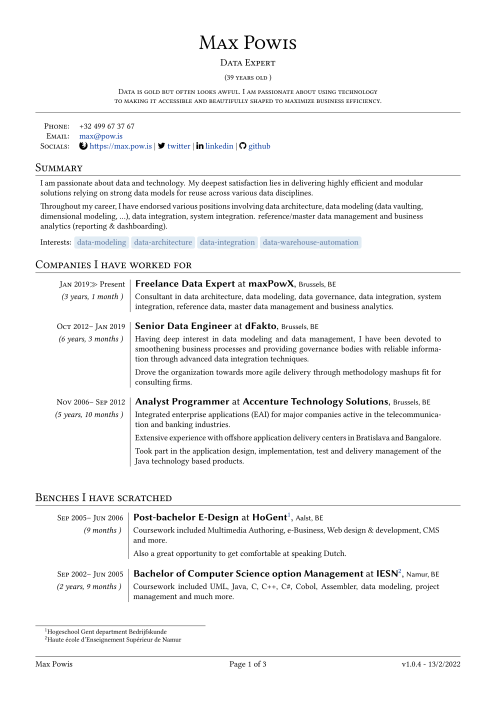 Max Powis
Data Expert
(39 years old )
Data is gold but often looks awful. I am passionate about using technology
to making it accessible and beautifully shaped to maximize business efficiency.
Phone: +32 499 67 37 67
Email: max@pow.is
Socials: https://max.pow.is | twitter | linkedin | github
Summary
I am passionate about data and technology. My deepest satisfaction lies in delivering highly efficient and modular
solutions relying on strong data models for reuse across various data disciplines.
Throughout my career, I have endorsed various positions involving data architecture, data modeling (data vaulting,
dimensional modeling, ...), data integration, system integration. reference/master data management and business
analytics (reporting & dashboarding).
Interests: data-modeling data-architecture data-integration data-warehouse-automation
Companies I have worked for
Jan 2019≫ Present Freelance Data Expert at maxPowX, Brussels, BE
(3 years, 1 month ) Consultant in data architecture, data modeling, data governance, data integration, system
integration, reference data, master data management and business analytics.
Oct 2012– Jan 2019 Senior Data Engineer at dFakto, Brussels, BE
(6 years, 3 months ) Having deep interest in data modeling and data management, I have been devoted to
smoothening business processes and providing governance bodies with reliable informa-
tion through advanced data integration techniques.
Drove the organization towards more agile delivery through methodology mashups fit for
consulting firms.
Nov 2006– Sep 2012 Analyst Programmer at Accenture Technology Solutions, Brussels, BE
(5 years, 10 months ) Integrated enterprise applications (EAI) for major companies active in the telecommunica-
tion and banking industries.
Extensive experience with offshore application delivery centers in Bratislava and Bangalore.
Took part in the application design, implementation, test and delivery management of the
Java technology based products.
Benches I have scratched
Sep 2005– Jun 2006 Post-bachelor E-Design at HoGent1, Aalst, BE
(9 months ) Coursework included Multimedia Authoring, e-Business, Web design & development, CMS
and more.
Also a great opportunity to get comfortable at speaking Dutch.
Sep 2002– Jun 2005 Bachelor of Computer Science option Management at IESN2, Namur, BE
(2 years, 9 months ) Coursework included UML, Java, C, C++, C#, Cobol, Assembler, data modeling, project
management and much more.
1Hogeschool Gent department Bedrijfskunde
2Haute école d'Enseignement Supérieur de Namur
Max Powis Page 1 of 3 v1.0.4 - 13/2/2022